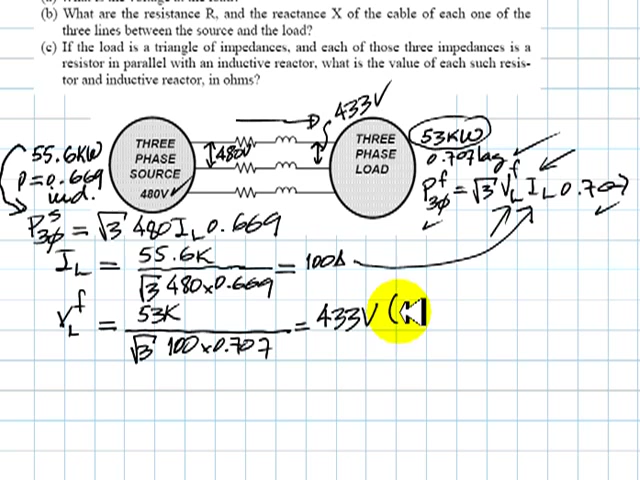 (b) What are the resistance R, and the reactance X of the cable of each one of the
three lines between the source and the load?
(c) If the load is a triangle of impedances, and each of those three impedances is a
resistor in parallel with an inductive reactor, what is the value of each such resis-
tor and inductive reactor, in ohms?
433V
THREE
PHASE
SOURCE
480V
THREE
PHASE
LOAD
480V
55.6KW
P=0.669
ind.
53KW
0.707 lag
P3φ^f = √3 V_L^f I_L 0.707
P3φ^s = √3 480 I_L 0.669
I_L = 55.6K / √3 480×0.669 = 100A
V_L^f = 53K / √3 100×0.707 = 433V (